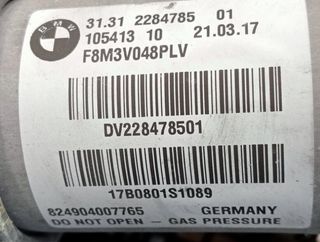 BMW
31.31 2284785 01
105413 10 21.03.17
F8M3V048PLV
DV228478501
17B0801S1089
824904007765 GERMANY
DO NOT OPEN - GAS PRESSURE